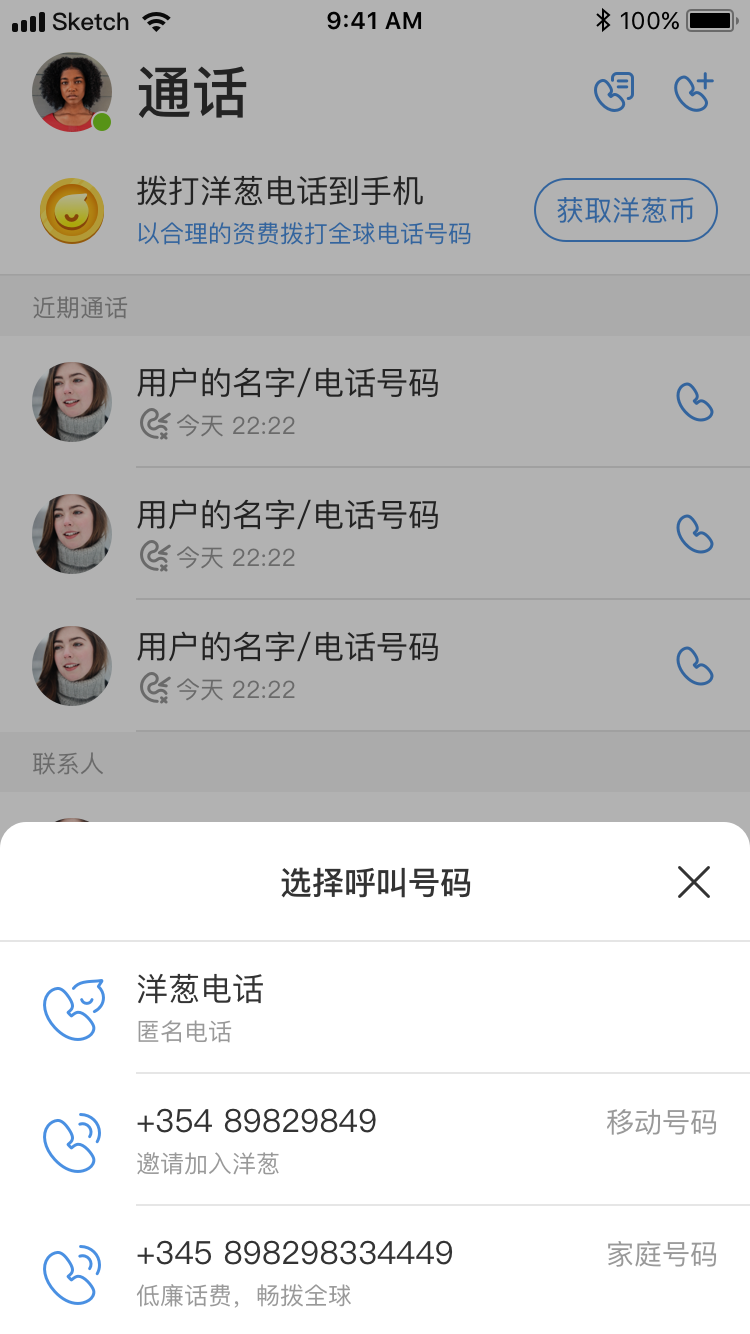 Sketch 9:41 AM 100%
通话
拨打洋葱电话到手机
以合理的资费拨打全球电话号码
获取洋葱币
近期通话
用户的名字/电话号码
今天 22:22
用户的名字/电话号码
今天 22:22
用户的名字/电话号码
今天 22:22
联系人
选择呼叫号码
洋葱电话
匿名电话
+354 89829849 移动号码
邀请加入洋葱
+345 898298334449 家庭号码
低廉话费，畅拨全球